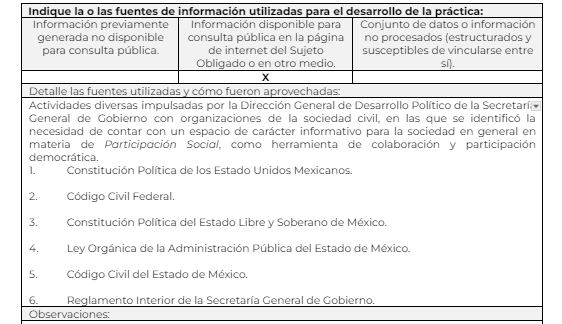 Indique la o las fuentes de información utilizadas para el desarrollo de la práctica:
Información previamente generada no disponible para consulta pública.
Información disponible para consulta pública en la página de internet del Sujeto Obligado o en otro medio.
Conjunto de datos o información no procesados (estructurados y susceptibles de vincularse entre sí).
X
Detalle las fuentes utilizadas y cómo fueron aprovechadas:
Actividades diversas impulsadas por la Dirección General de Desarrollo Político de la Secretaría
General de Gobierno con organizaciones de la sociedad civil, en las que se identificó la
necesidad de contar con un espacio de carácter informativo para la sociedad en general en
materia de Participación Social, como herramienta de colaboración y participación
democrática.
1. Constitución Política de los Estado Unidos Mexicanos.
2. Código Civil Federal.
3. Constitución Política del Estado Libre y Soberano de México.
4. Ley Orgánica de la Administración Pública del Estado de México.
5. Código Civil del Estado de México.
6. Reglamento Interior de la Secretaría General de Gobierno.
Observaciones: